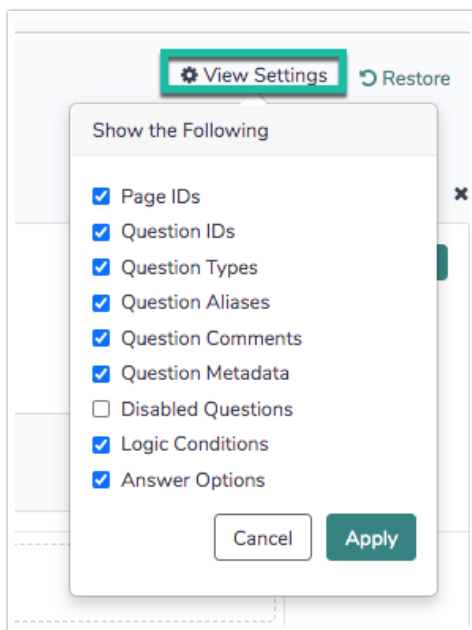 View Settings Restore
Show the Following
Page IDs
Question IDs
Question Types
Question Aliases
Question Comments
Question Metadata
Disabled Questions
Logic Conditions
Answer Options
Cancel Apply